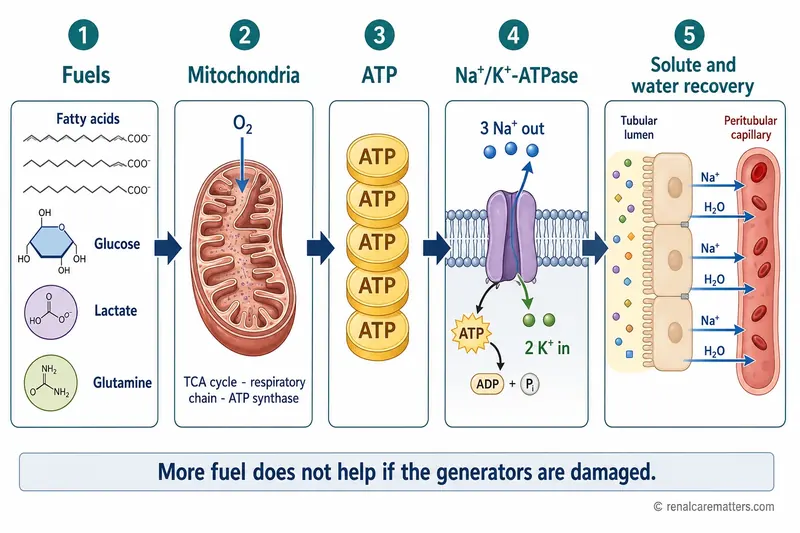 1
Fuels
Fatty acids
COO⁻
COO⁻
COO⁻
OH
HO
OH
OH
Glucose
HO
O
O⁻
Lactate
NH₂
O
NH₂
Glutamine
2
Mitochondria
O₂
TCA cycle - respiratory
chain - ATP synthase
3
ATP
ATP
ATP
ATP
ATP
ATP
4
Na⁺/K⁺-ATPase
3 Na⁺ out
ATP
2 K⁺ in
ADP + Pᵢ
5
Solute and
water recovery
Tubular
lumen
Peritubular
capillary
Na⁺
H₂O
Na⁺
H₂O
Na⁺
H₂O
More fuel does not help if the generators are damaged.
© renalcarematters.com